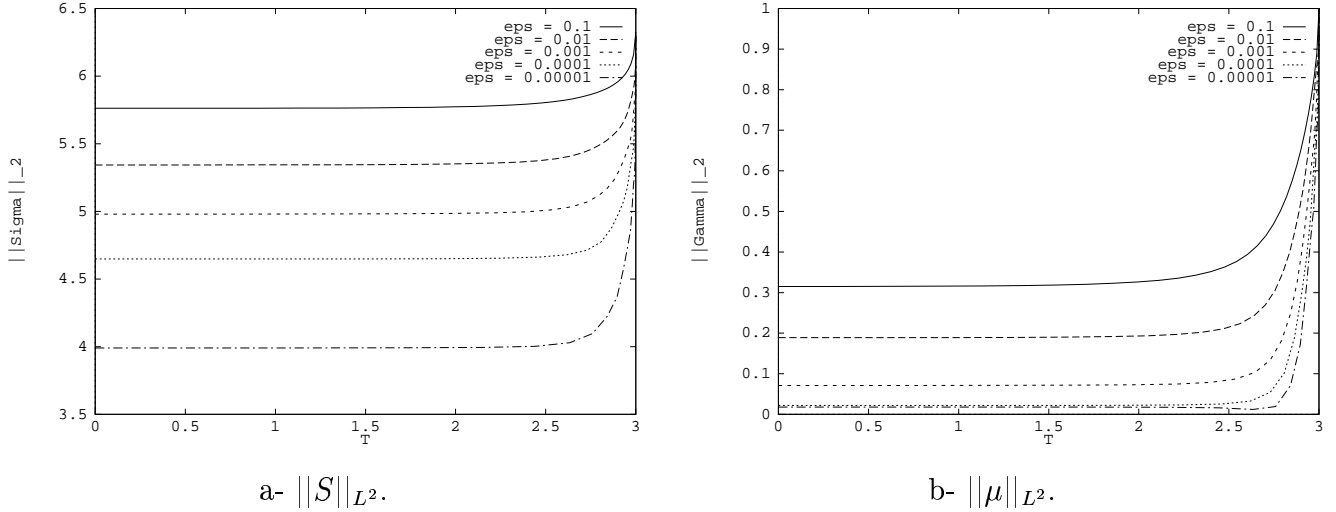 6.5
6
5.5
5
4.5
4
3.5
||Sigma||_2
eps = 0.1
eps = 0.01
eps = 0.001
eps = 0.0001
eps = 0.00001
0 0.5 1 1.5 2 2.5 3
T
a- ||S||_{L^2}.
1
0.9
0.8
0.7
0.6
0.5
0.4
0.3
0.2
0.1
0
||Gamma||_2
eps = 0.1
eps = 0.01
eps = 0.001
eps = 0.0001
eps = 0.00001
0 0.5 1 1.5 2 2.5 3
T
b- ||μ||_{L^2}.